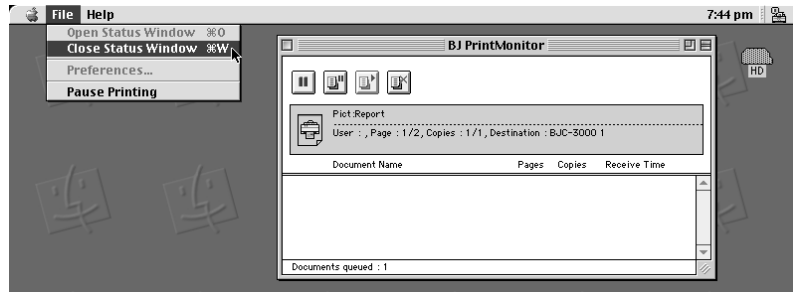 File Help 7:44 pm
Open Status Window ⌘O
Close Status Window ⌘W
Preferences...
Pause Printing
BJ PrintMonitor
HD
Pict:Report
User : , Page : 1/2, Copies : 1/1, Destination : BJC-3000 1
Document Name Pages Copies Receive Time
Documents queued : 1